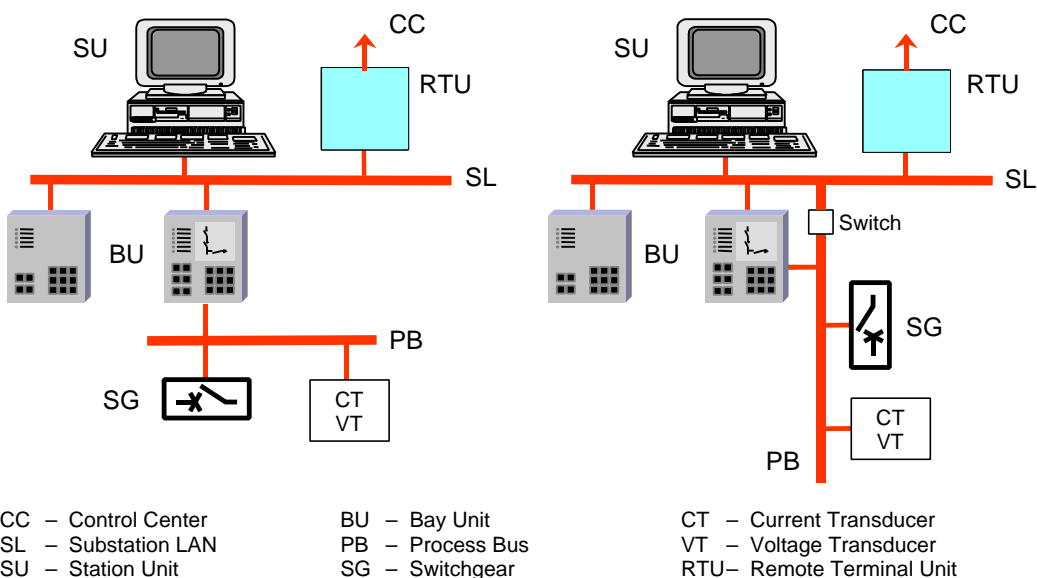 SU
CC
RTU
SL
BU
PB
SG
CT
VT
SU
CC
RTU
SL
Switch
BU
SG
CT
VT
PB
CC – Control Center
BU – Bay Unit
CT – Current Transducer
SL – Substation LAN
PB – Process Bus
VT – Voltage Transducer
SU – Station Unit
SG – Switchgear
RTU– Remote Terminal Unit